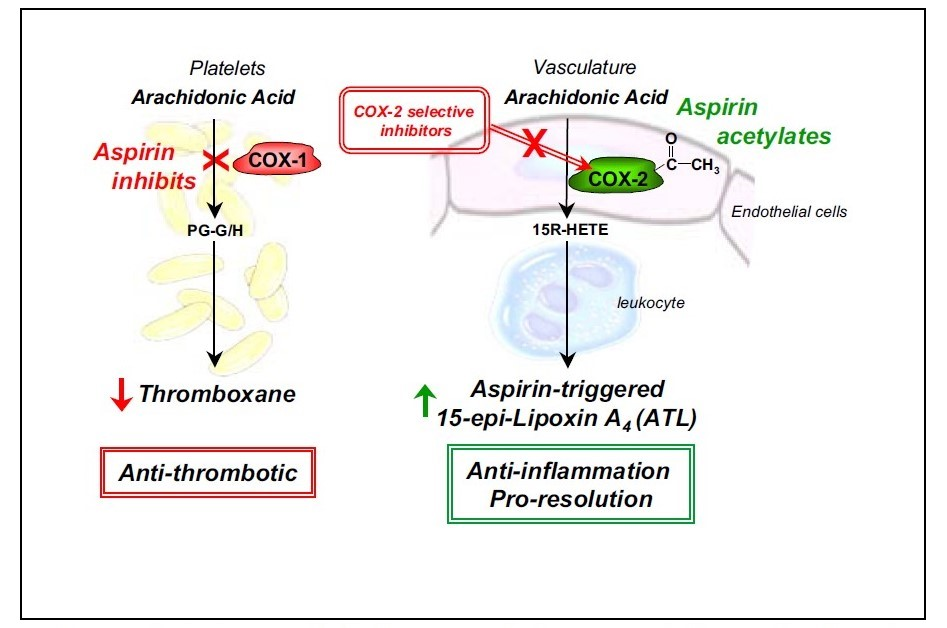 Platelets
Arachidonic Acid
Aspirin
inhibits
COX-1
PG-G/H
Thromboxane
Anti-thrombotic
Vasculature
Arachidonic Acid
COX-2 selective
inhibitors
X
Aspirin
acetylates
O
C-CH₃
COX-2
Endothelial cells
15R-HETE
leukocyte
Aspirin-triggered
15-epi-Lipoxin A₄ (ATL)
Anti-inflammation
Pro-resolution